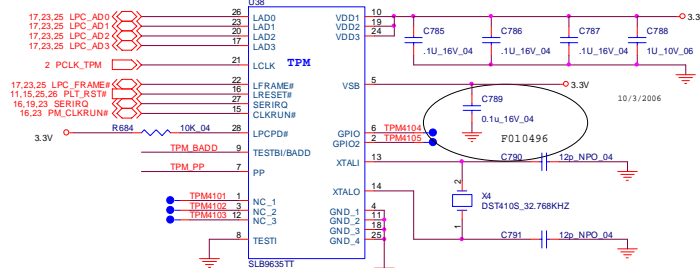 U38
17,23,25 LPC_AD0 26 LAD0 VDD1 10 3.3
17,23,25 LPC_AD1 23 LAD1 VDD2 19
17,23,25 LPC_AD2 20 LAD2 VDD3 24
17,23,25 LPC_AD3 17 LAD3
C785 C786 C787 C788
.1U_16V_04 .1U_16V_04 .1U_16V_04 1U_10V_06
TPM
2 PCLK_TPM 21 LCLK
17,23,25 LPC_FRAME# 22 LFRAME# VSB 5 3.3V
11,15,25,26 PLT_RST# 16 LRESET#
16,19,23 SERIRQ 27 SERIRQ
16,23 PM_CLKRUN# 15 CLKRUN#
C789
0.1u_16V_04
10/3/2006
3.3V R684 10K_04 28 LPCPD# GPIO 6 TPM4104
GPIO2 2 TPM4105
F010496
TPM_BADD 9 TESTBI/BADD
XTALI 13 C790 12p_NPO_04
TPM_PP 7 PP
XTALO 14
2
X4
DST410S_32.768KHZ
1
TPM4101 1 NC_1
TPM4102 3 NC_2
TPM4103 12 NC_3
GND_1 4
GND_2 11
GND_3 18
GND_4 25
8 TESTI
C791 12p_NPO_04
SLB9635TT